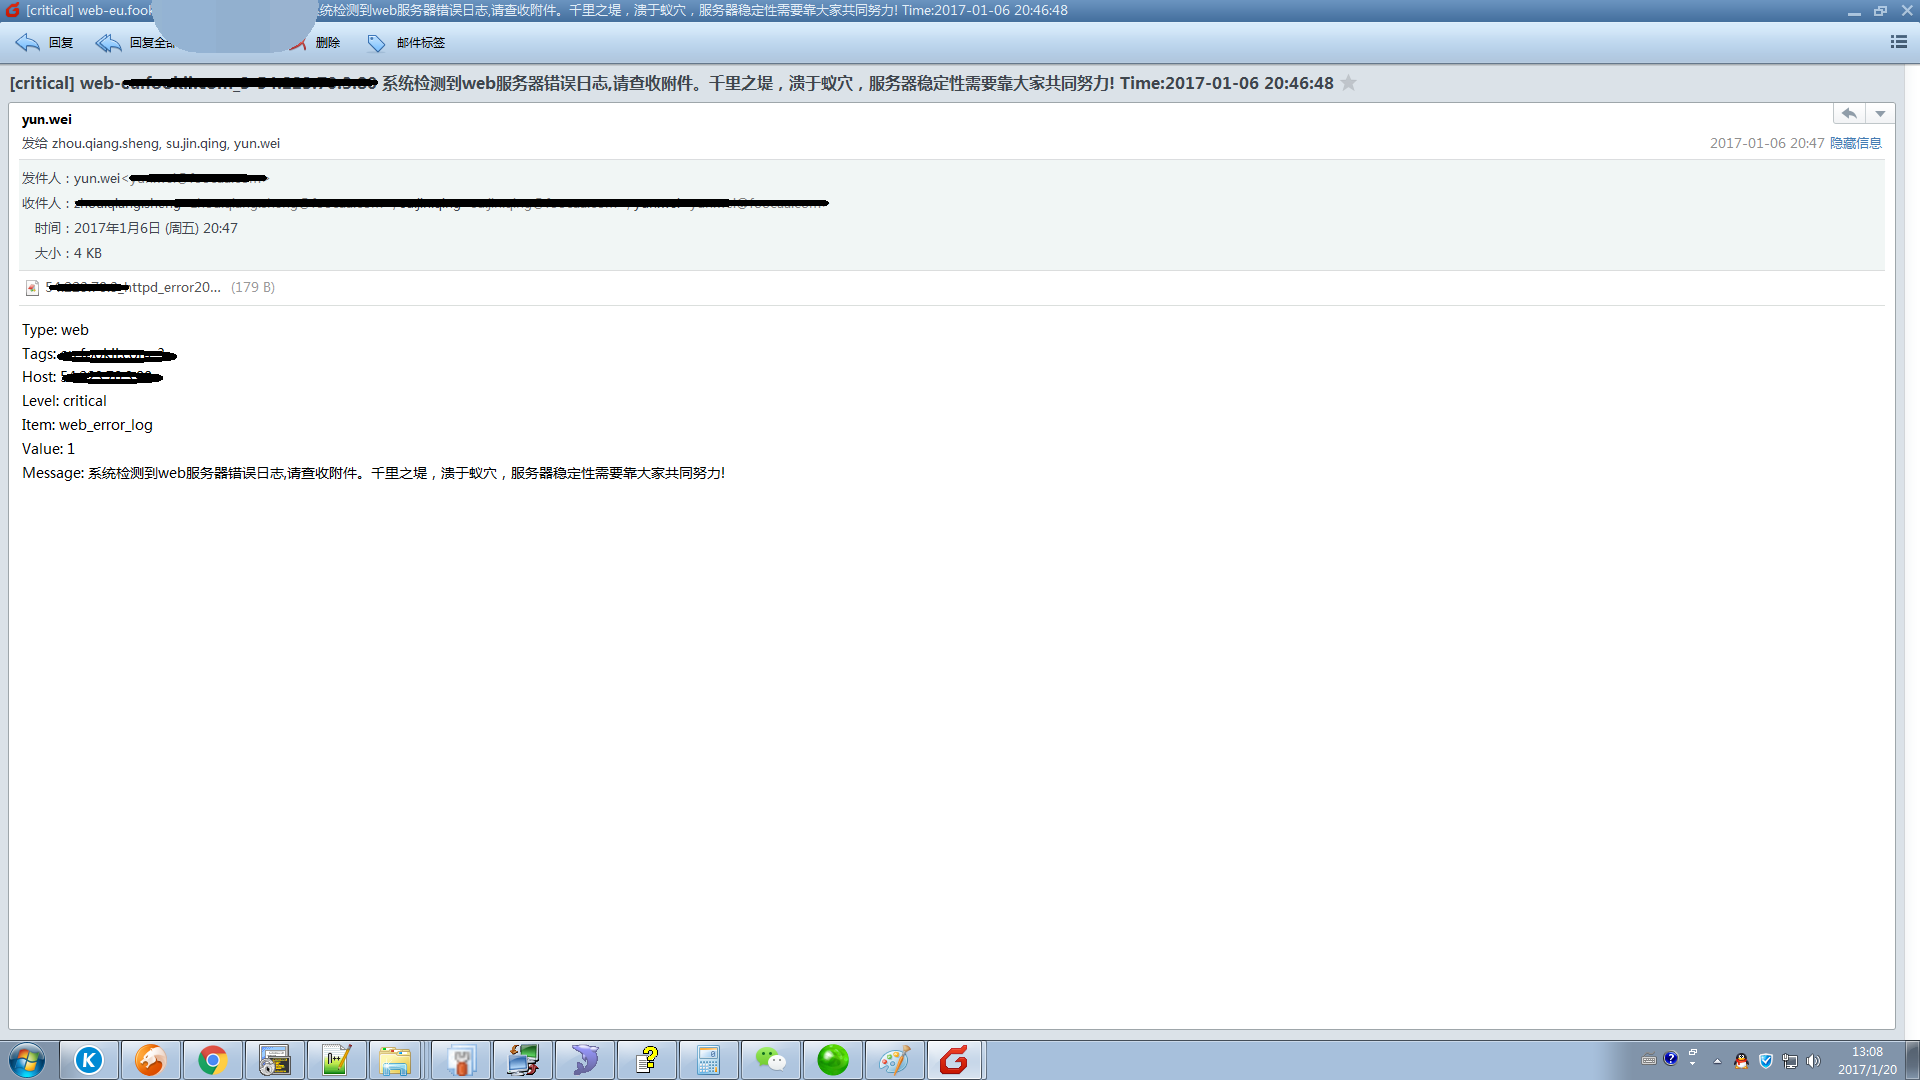 [critical] web-eu.fook 统检测到web服务器错误日志,请查收附件。千里之堤，溃于蚁穴，服务器稳定性需要靠大家共同努力! Time:2017-01-06 20:46:48
回复 回复全部 删除 邮件标签
[critical] web- 系统检测到web服务器错误日志,请查收附件。千里之堤，溃于蚁穴，服务器稳定性需要靠大家共同努力! Time:2017-01-06 20:46:48
yun.wei
发给 zhou.qiang.sheng, su.jin.qing, yun.wei
2017-01-06 20:47 隐藏信息
发件人：yun.wei<
收件人：
时间：2017年1月6日 (周五) 20:47
大小：4 KB
ttpd_error20... (179 B)
Type: web
Tags:
Host:
Level: critical
Item: web_error_log
Value: 1
Message: 系统检测到web服务器错误日志,请查收附件。千里之堤，溃于蚁穴，服务器稳定性需要靠大家共同努力!
13:08
2017/1/20